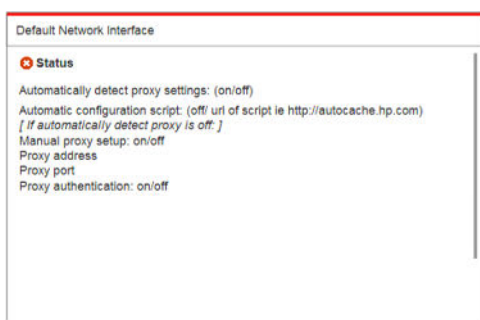 Default Network Interface
Status
Automatically detect proxy settings: (on/off)
Automatic configuration script: (off/ url of script ie http://autocache.hp.com)
[ If automatically detect proxy is off: ]
Manual proxy setup: on/off
Proxy address
Proxy port
Proxy authentication: on/off